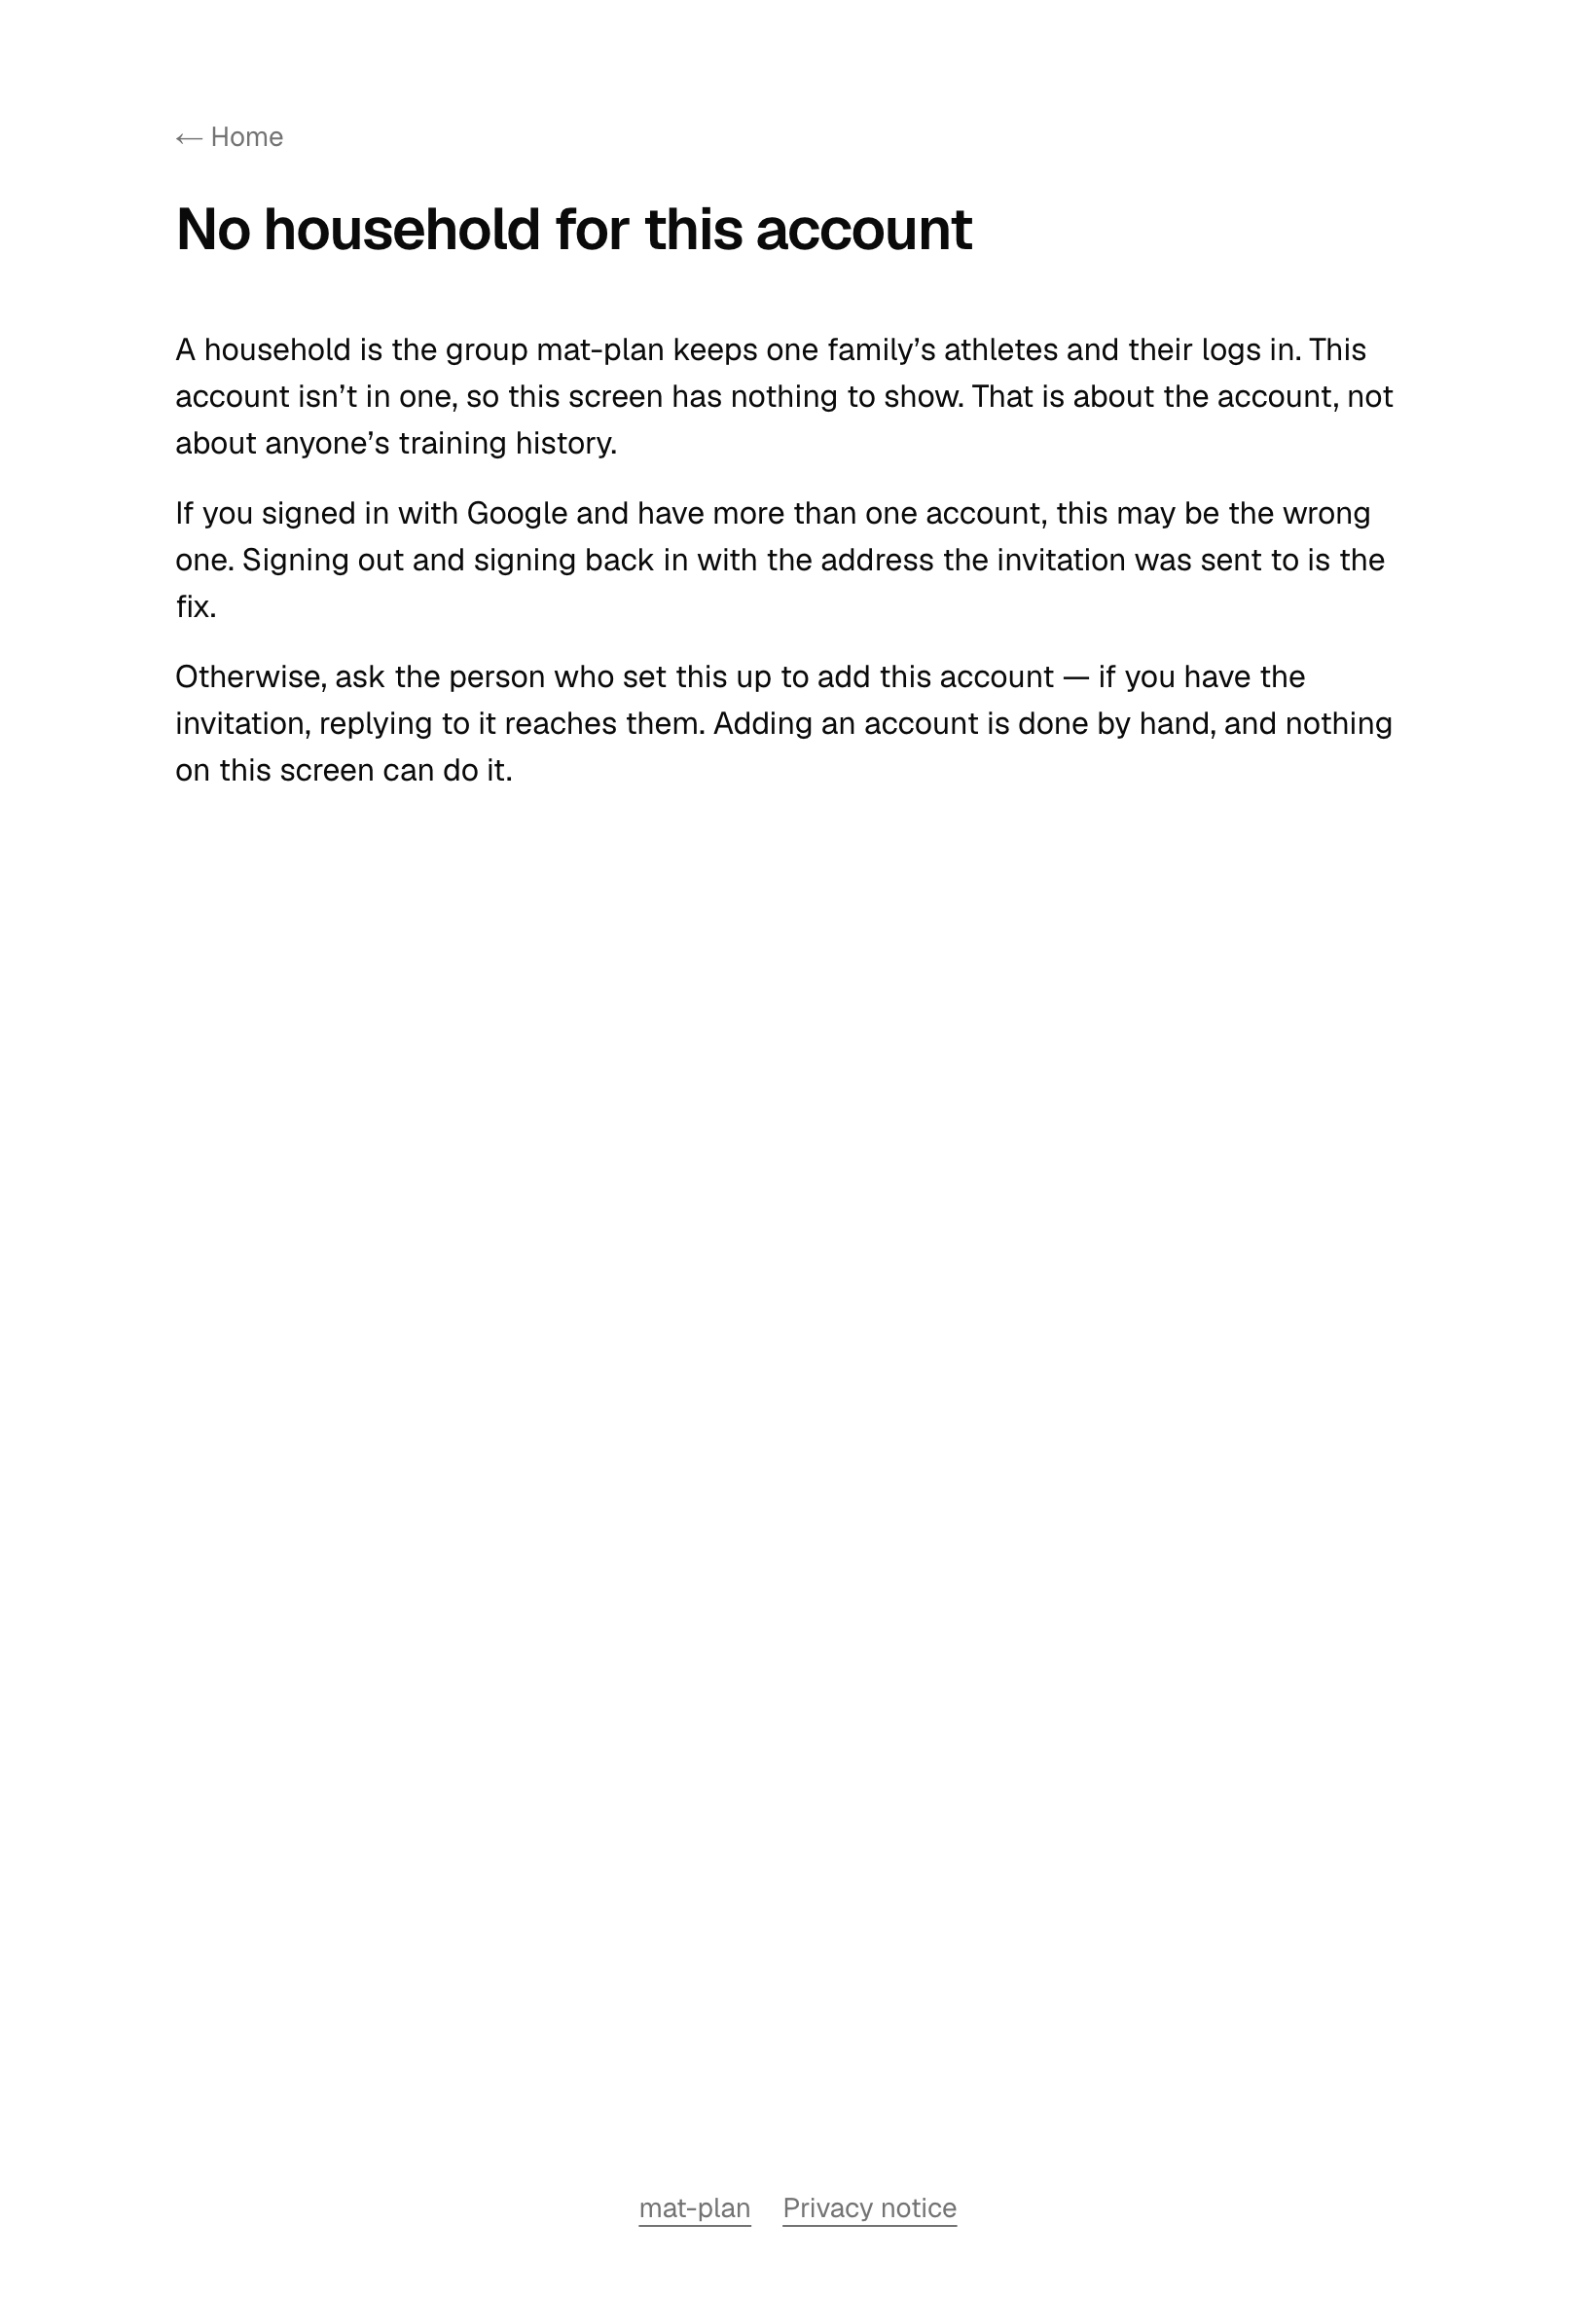 ← Home
No household for this account
A household is the group mat-plan keeps one family’s athletes and their logs in. This
account isn’t in one, so this screen has nothing to show. That is about the account, not
about anyone’s training history.
If you signed in with Google and have more than one account, this may be the wrong
one. Signing out and signing back in with the address the invitation was sent to is the
fix.
Otherwise, ask the person who set this up to add this account — if you have the
invitation, replying to it reaches them. Adding an account is done by hand, and nothing
on this screen can do it.
mat-plan Privacy notice